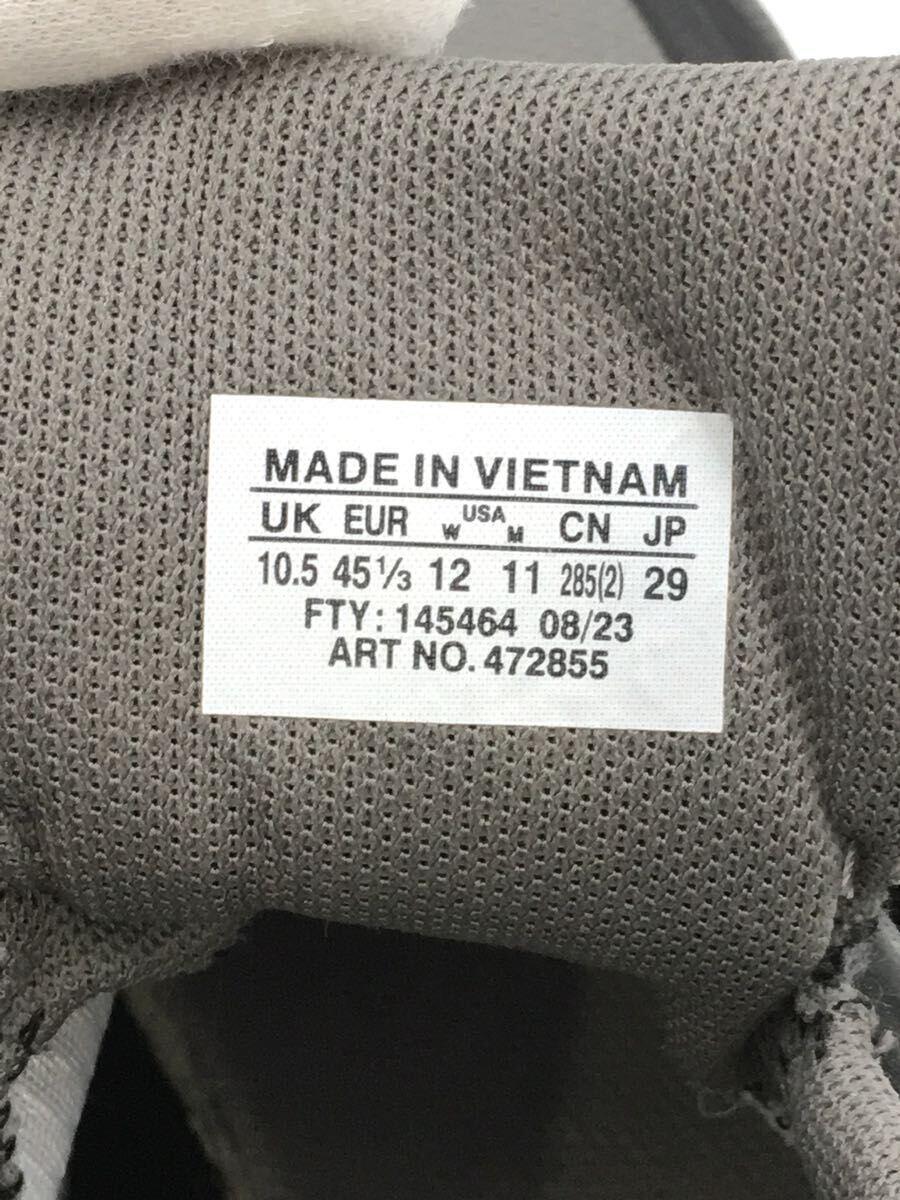 MADE IN VIETNAM
UK EUR W USA M CN JP
10.5 45⅓ 12 11 285(2) 29
FTY: 145464 08/23
ART NO. 472855